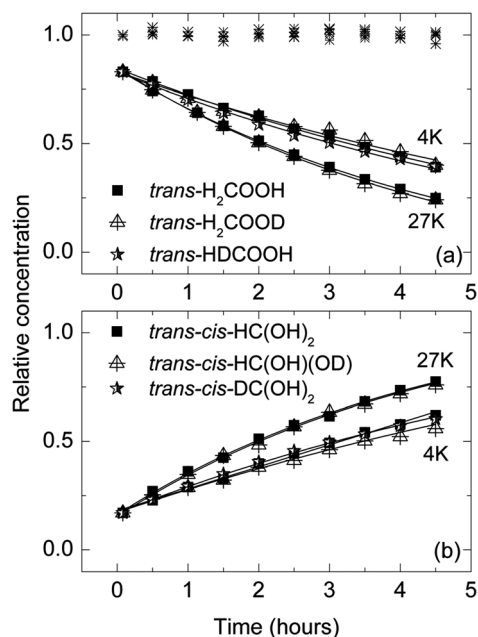 1.0
0.5
0.0
4K
27K
trans-H₂COOH
trans-H₂COOD
trans-HDCOOH
(a)
0 1 2 3 4 5
Relative concentration
1.0
0.5
0.0
trans-cis-HC(OH)₂
trans-cis-HC(OH)(OD)
trans-cis-DC(OH)₂
27K
4K
(b)
0 1 2 3 4 5
Time (hours)